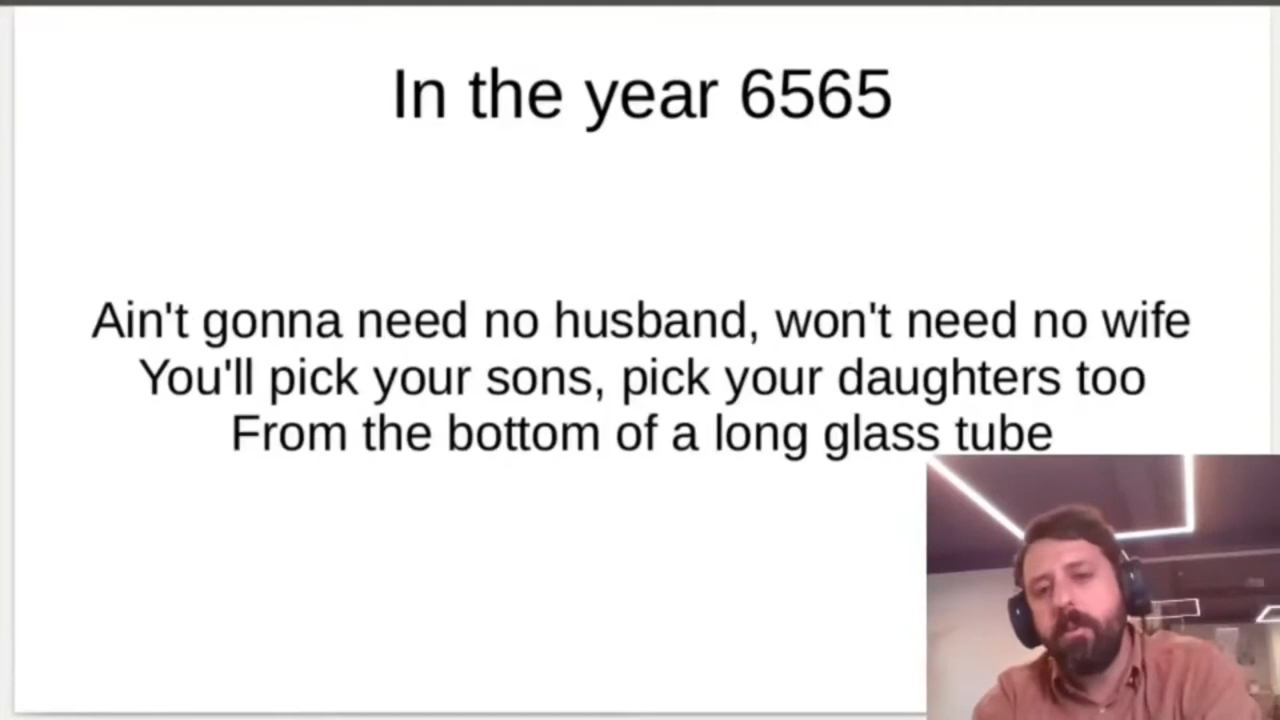 In the year 6565
Ain't gonna need no husband, won't need no wife
You'll pick your sons, pick your daughters too
From the bottom of a long glass tube